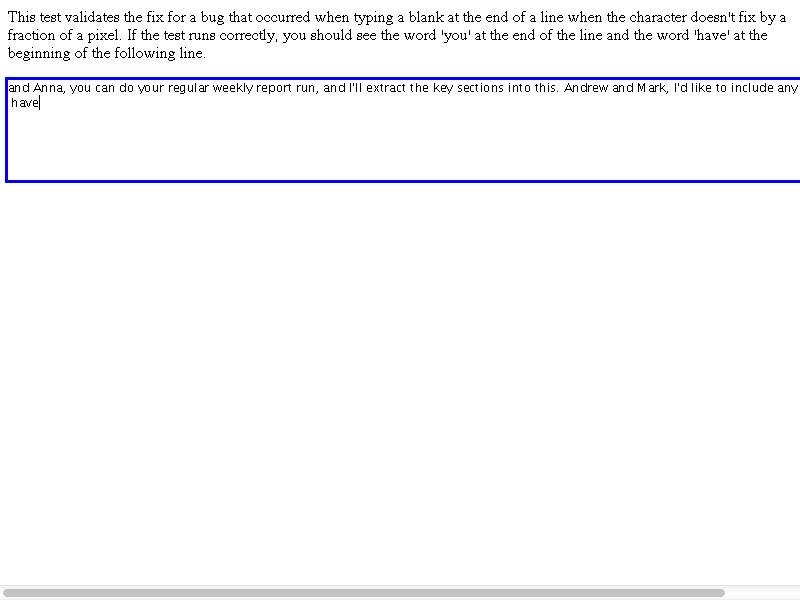 This test validates the fix for a bug that occurred when typing a blank at the end of a line when the character doesn't fix by a
fraction of a pixel. If the test runs correctly, you should see the word 'you' at the end of the line and the word 'have' at the
beginning of the following line.
and Anna, you can do your regular weekly report run, and I'll extract the key sections into this. Andrew and Mark, I'd like to include any
have